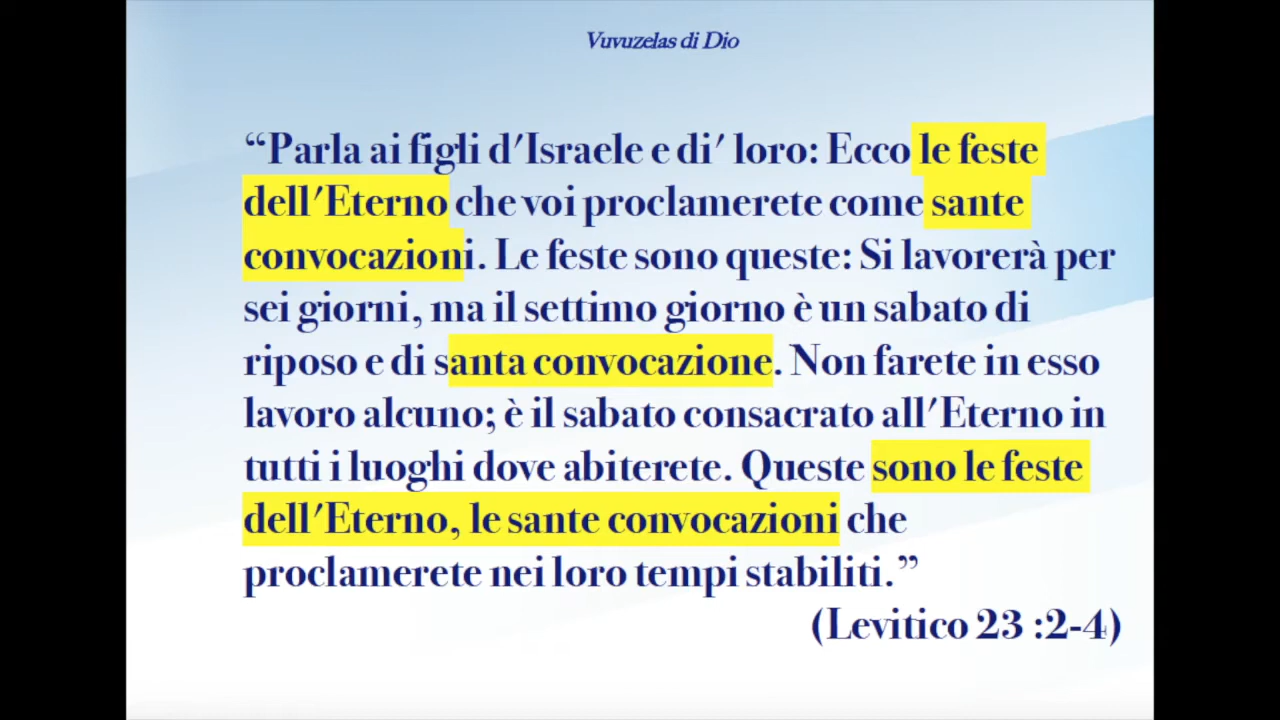 Vuvuzelas di Dio
“Parla ai figli d'Israele e di' loro: Ecco le feste
dell'Eterno che voi proclamerete come sante
convocazioni. Le feste sono queste: Si lavorerà per
sei giorni, ma il settimo giorno è un sabato di
riposo e di santa convocazione. Non farete in esso
lavoro alcuno; è il sabato consacrato all'Eterno in
tutti i luoghi dove abiterete. Queste sono le feste
dell'Eterno, le sante convocazioni che
proclamerete nei loro tempi stabiliti.”
(Levitico 23 :2-4)